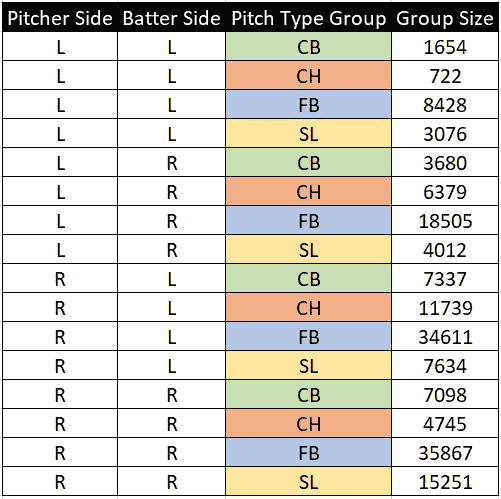 Pitcher Side Batter Side Pitch Type Group Group Size
L L CB 1654
L L CH 722
L L FB 8428
L L SL 3076
L R CB 3680
L R CH 6379
L R FB 18505
L R SL 4012
R L CB 7337
R L CH 11739
R L FB 34611
R L SL 7634
R R CB 7098
R R CH 4745
R R FB 35867
R R SL 15251